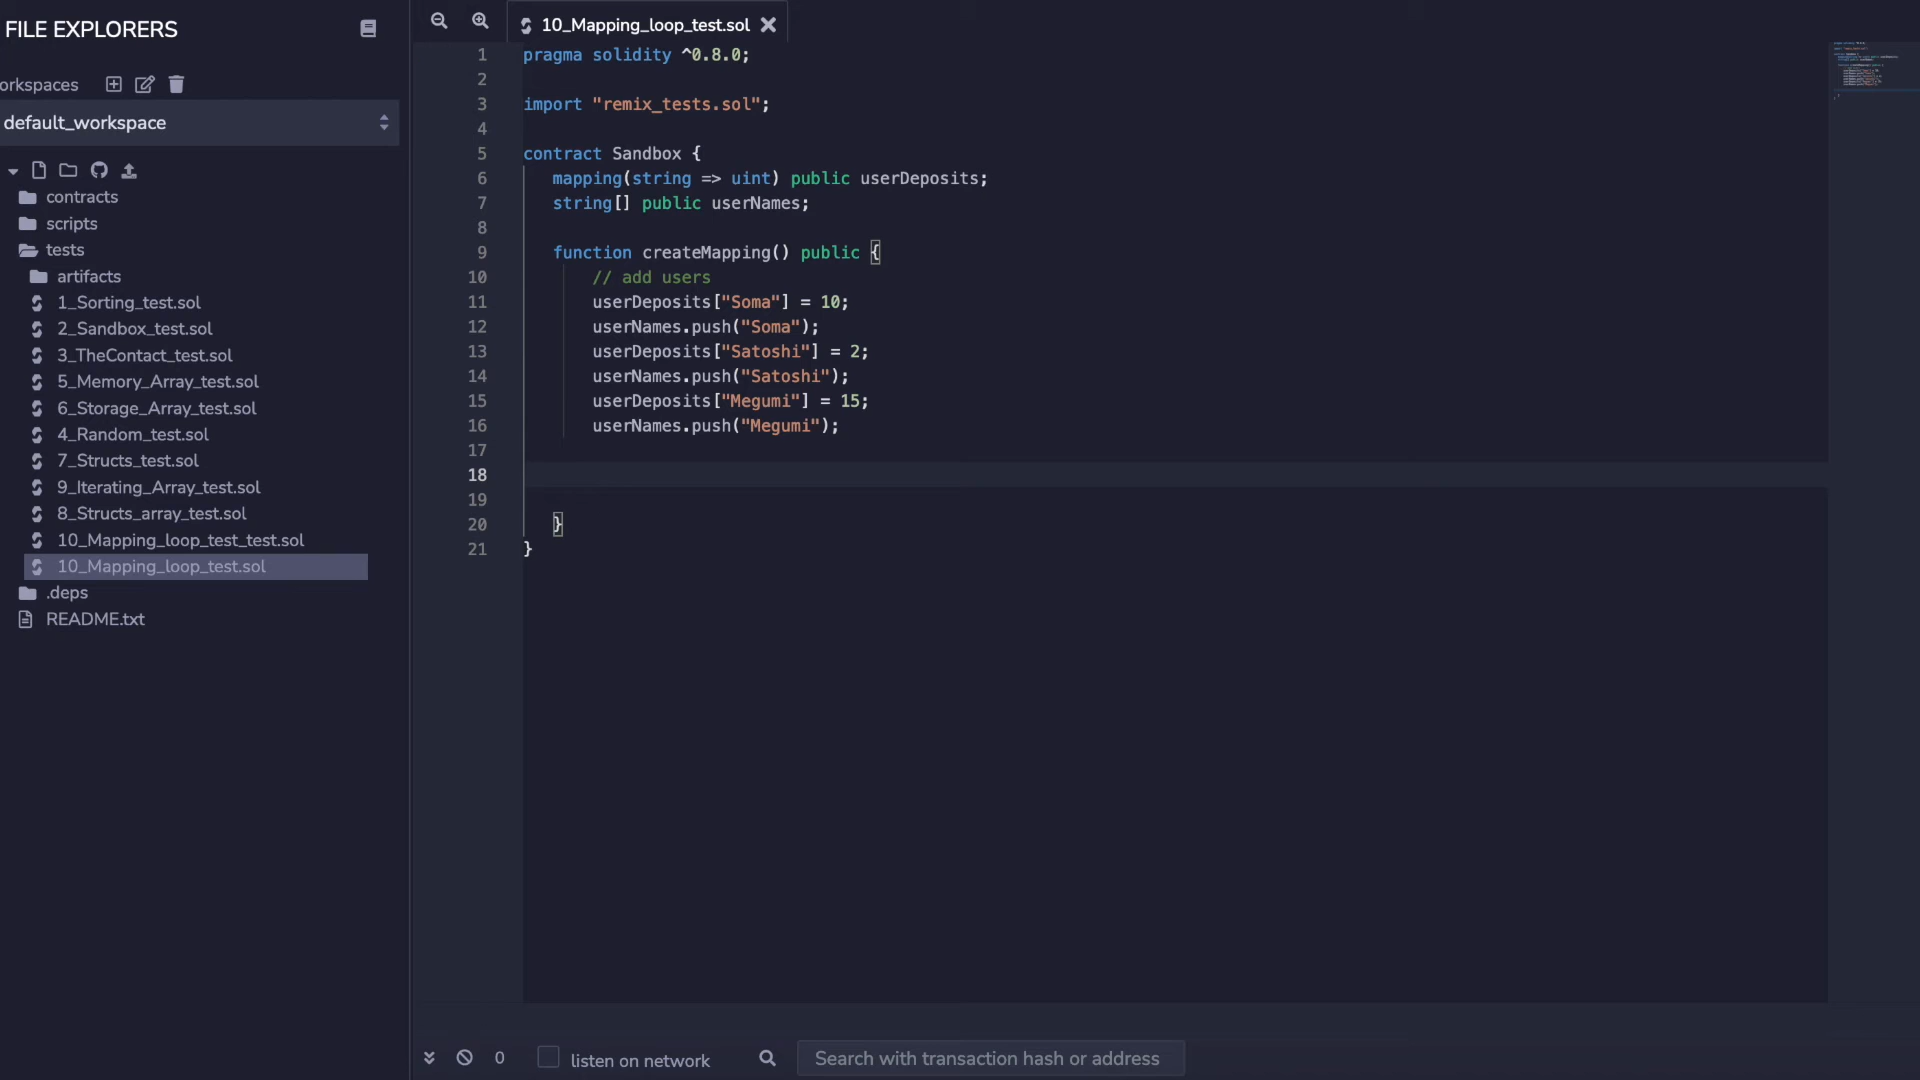 FILE EXPLORERS
orkspaces
default_workspace
contracts
scripts
tests
artifacts
1_Sorting_test.sol
2_Sandbox_test.sol
3_TheContact_test.sol
5_Memory_Array_test.sol
6_Storage_Array_test.sol
4_Random_test.sol
7_Structs_test.sol
9_Iterating_Array_test.sol
8_Structs_array_test.sol
10_Mapping_loop_test_test.sol
10_Mapping_loop_test.sol
.deps
README.txt
10_Mapping_loop_test.sol
1 pragma solidity ^0.8.0;
2
3 import "remix_tests.sol";
4
5 contract Sandbox {
6 mapping(string => uint) public userDeposits;
7 string[] public userNames;
8
9 function createMapping() public {
10 // add users
11 userDeposits["Soma"] = 10;
12 userNames.push("Soma");
13 userDeposits["Satoshi"] = 2;
14 userNames.push("Satoshi");
15 userDeposits["Megumi"] = 15;
16 userNames.push("Megumi");
17
18
19
20 }
21 }
0 listen on network Search with transaction hash or address